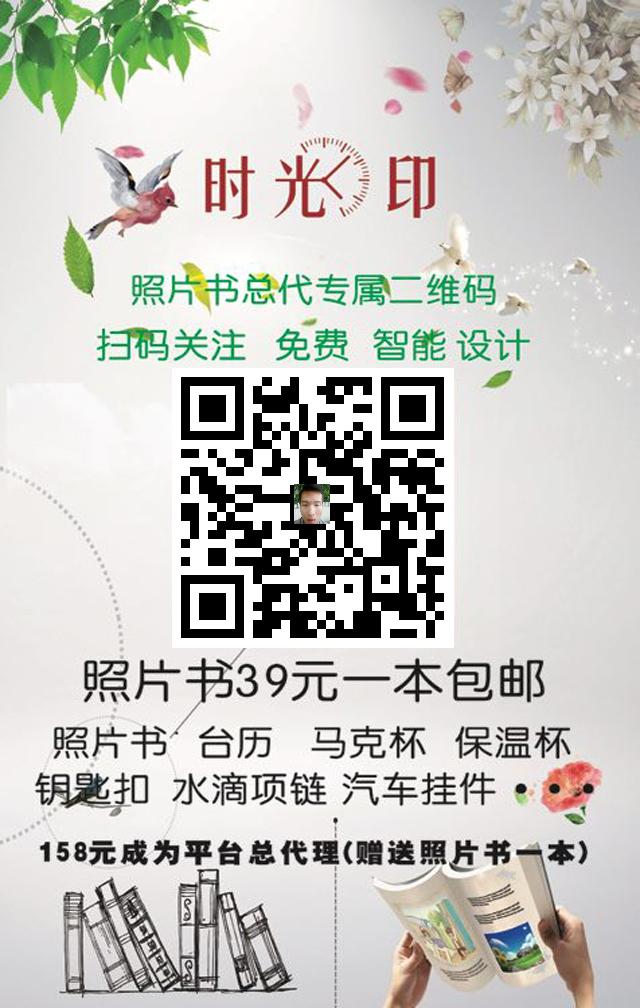 时光印
照片书总代专属二维码
扫码关注 免费 智能 设计
照片书39元一本包邮
照片书 台历 马克杯 保温杯
钥匙扣 水滴项链 汽车挂件
158元成为平台总代理(赠送照片书一本)